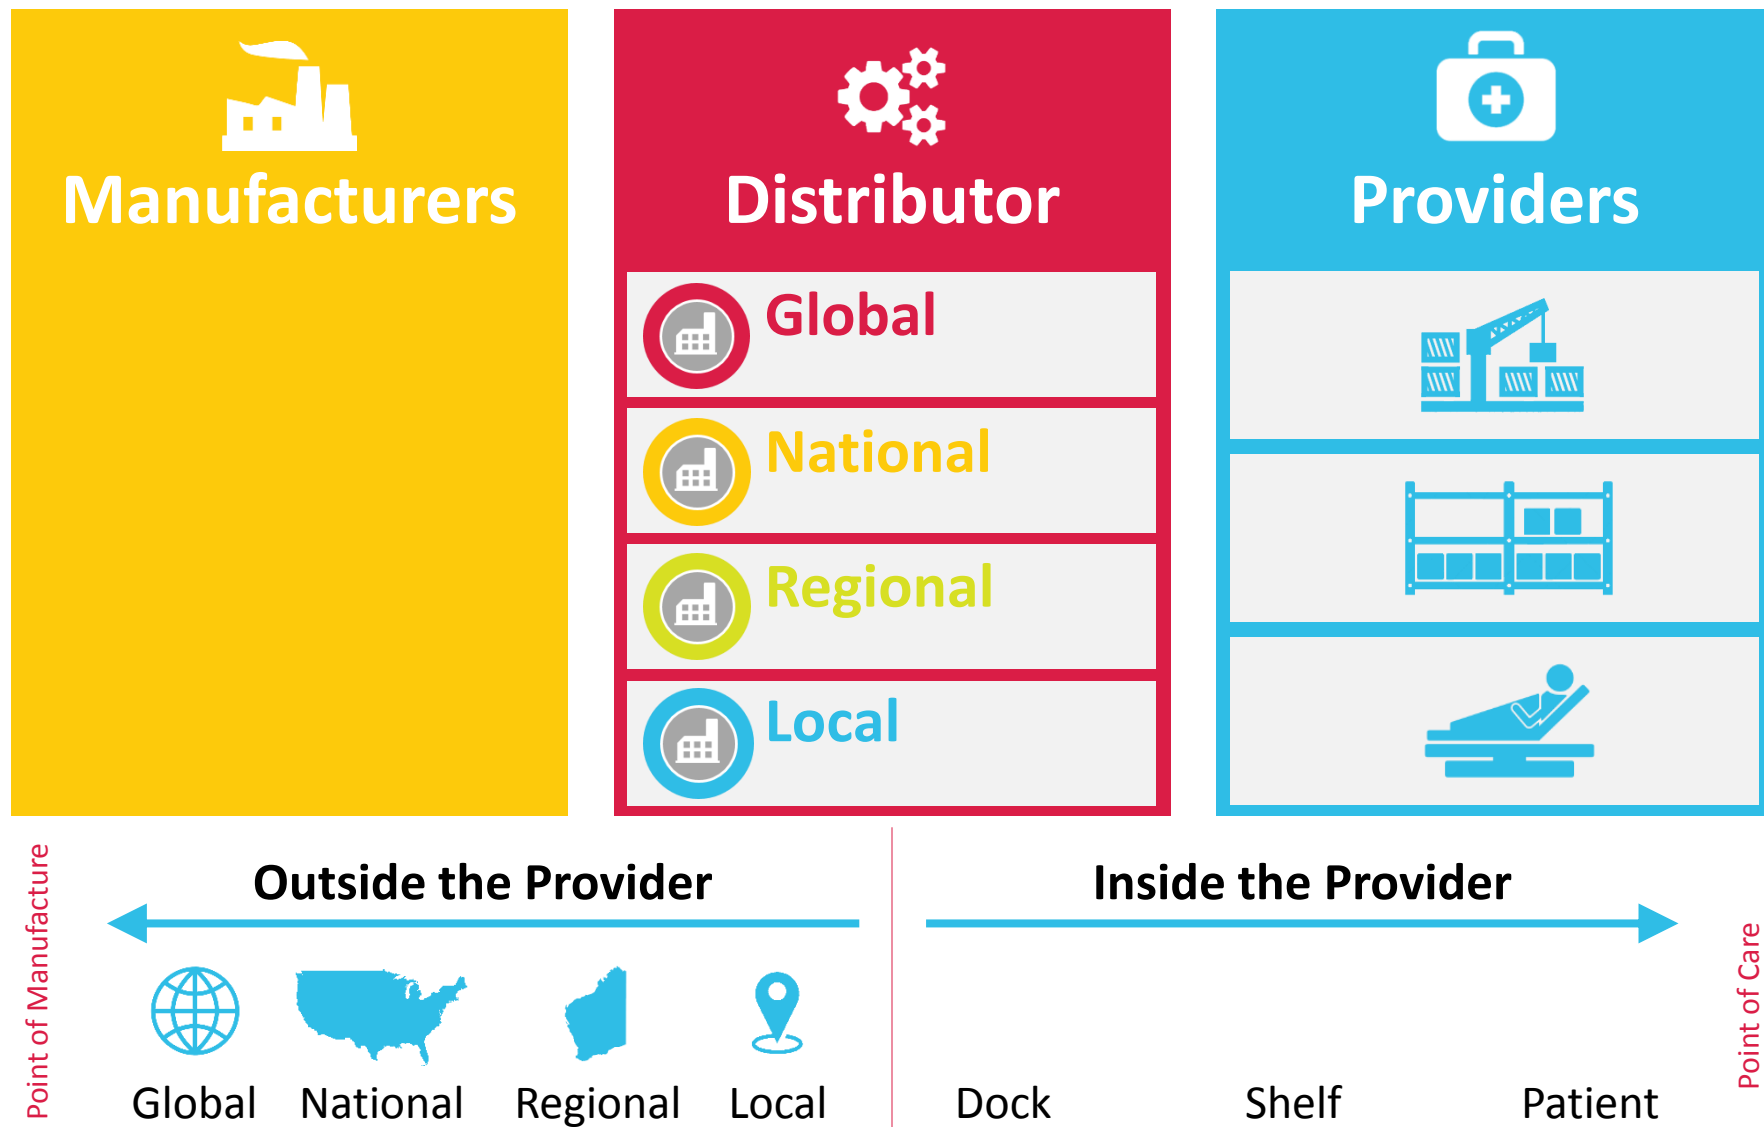 Manufacturers
Distributor
Providers
Global
National
Regional
Local
Point of Manufacture
Outside the Provider
Inside the Provider
Point of Care
Global
National
Regional
Local
Dock
Shelf
Patient